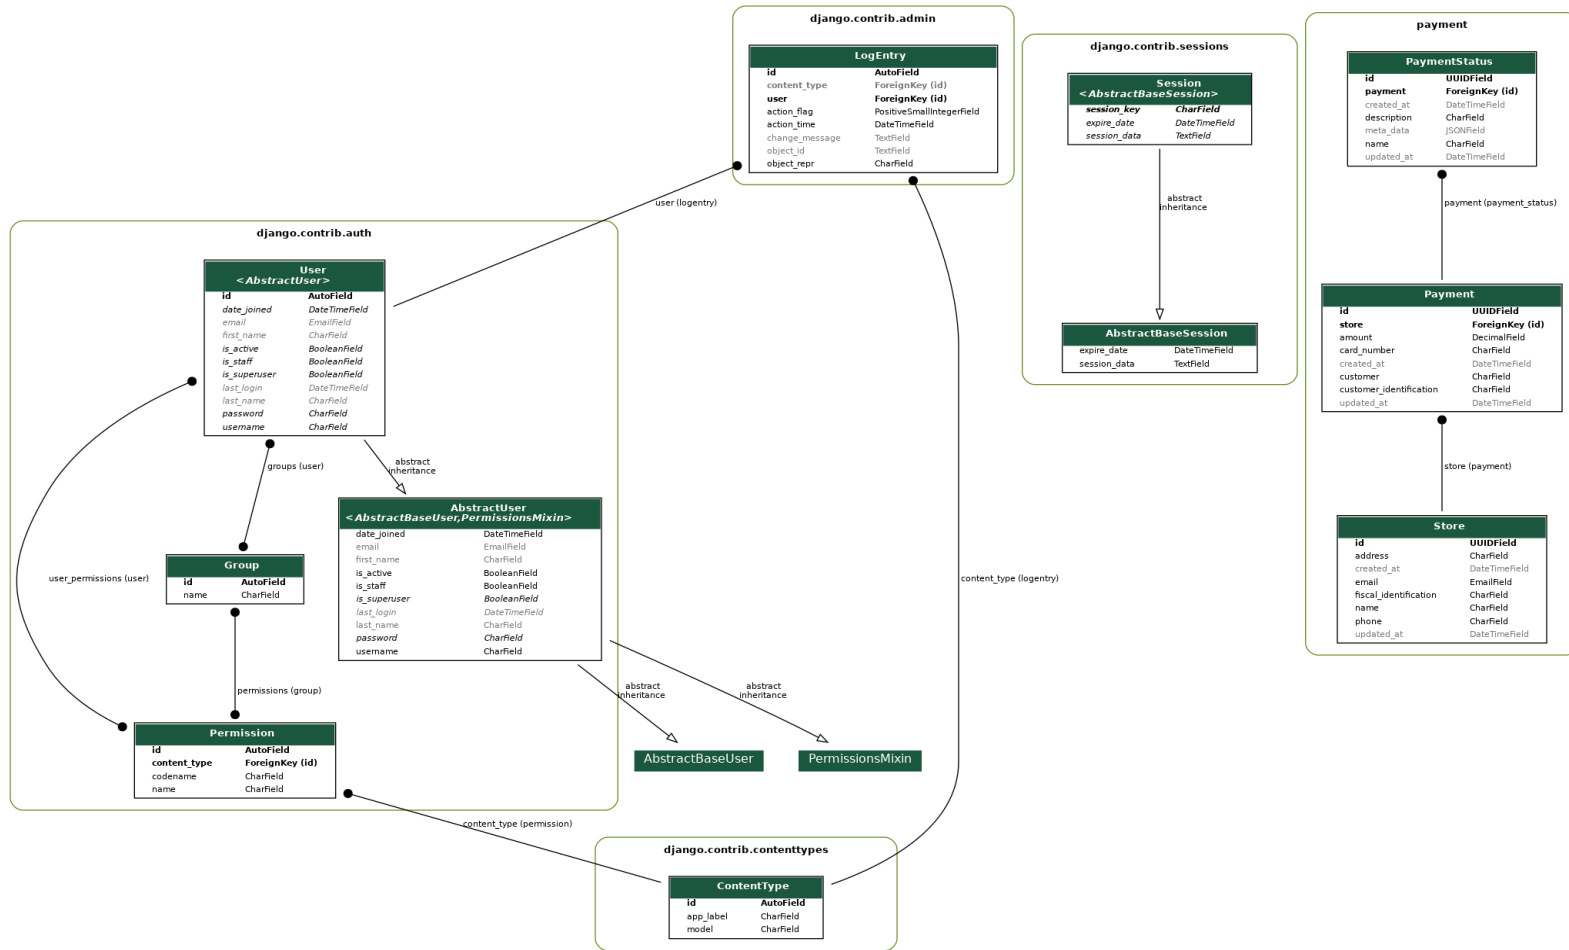 django.contrib.admin
LogEntry
id AutoField
content_type ForeignKey (id)
user ForeignKey (id)
action_flag PositiveSmallIntegerField
action_time DateTimeField
change_message TextField
object_id TextField
object_repr CharField
django.contrib.sessions
Session
<AbstractBaseSession>
session_key CharField
expire_date DateTimeField
session_data TextField
abstract
inheritance
AbstractBaseSession
expire_date DateTimeField
session_data TextField
payment
PaymentStatus
id UUIDField
payment ForeignKey (id)
created_at DateTimeField
description CharField
meta_data JSONField
name CharField
updated_at DateTimeField
payment (payment_status)
Payment
id UUIDField
store ForeignKey (id)
amount DecimalField
card_number CharField
created_at DateTimeField
customer CharField
customer_identification CharField
updated_at DateTimeField
store (payment)
Store
id UUIDField
address CharField
created_at DateTimeField
email EmailField
fiscal_identification CharField
name CharField
phone CharField
updated_at DateTimeField
user (logentry)
django.contrib.auth
User
<AbstractUser>
id AutoField
date_joined DateTimeField
email EmailField
first_name CharField
is_active BooleanField
is_staff BooleanField
is_superuser BooleanField
last_login DateTimeField
last_name CharField
password CharField
username CharField
groups (user)
abstract
inheritance
AbstractUser
<AbstractBaseUser,PermissionsMixin>
date_joined DateTimeField
email EmailField
first_name CharField
is_active BooleanField
is_staff BooleanField
is_superuser BooleanField
last_login DateTimeField
last_name CharField
password CharField
username CharField
user_permissions (user)
Group
id AutoField
name CharField
content_type (logentry)
permissions (group)
abstract
inheritance
abstract
inheritance
Permission
id AutoField
content_type ForeignKey (id)
codename CharField
name CharField
AbstractBaseUser
PermissionsMixin
content_type (permission)
django.contrib.contenttypes
ContentType
id AutoField
app_label CharField
model CharField